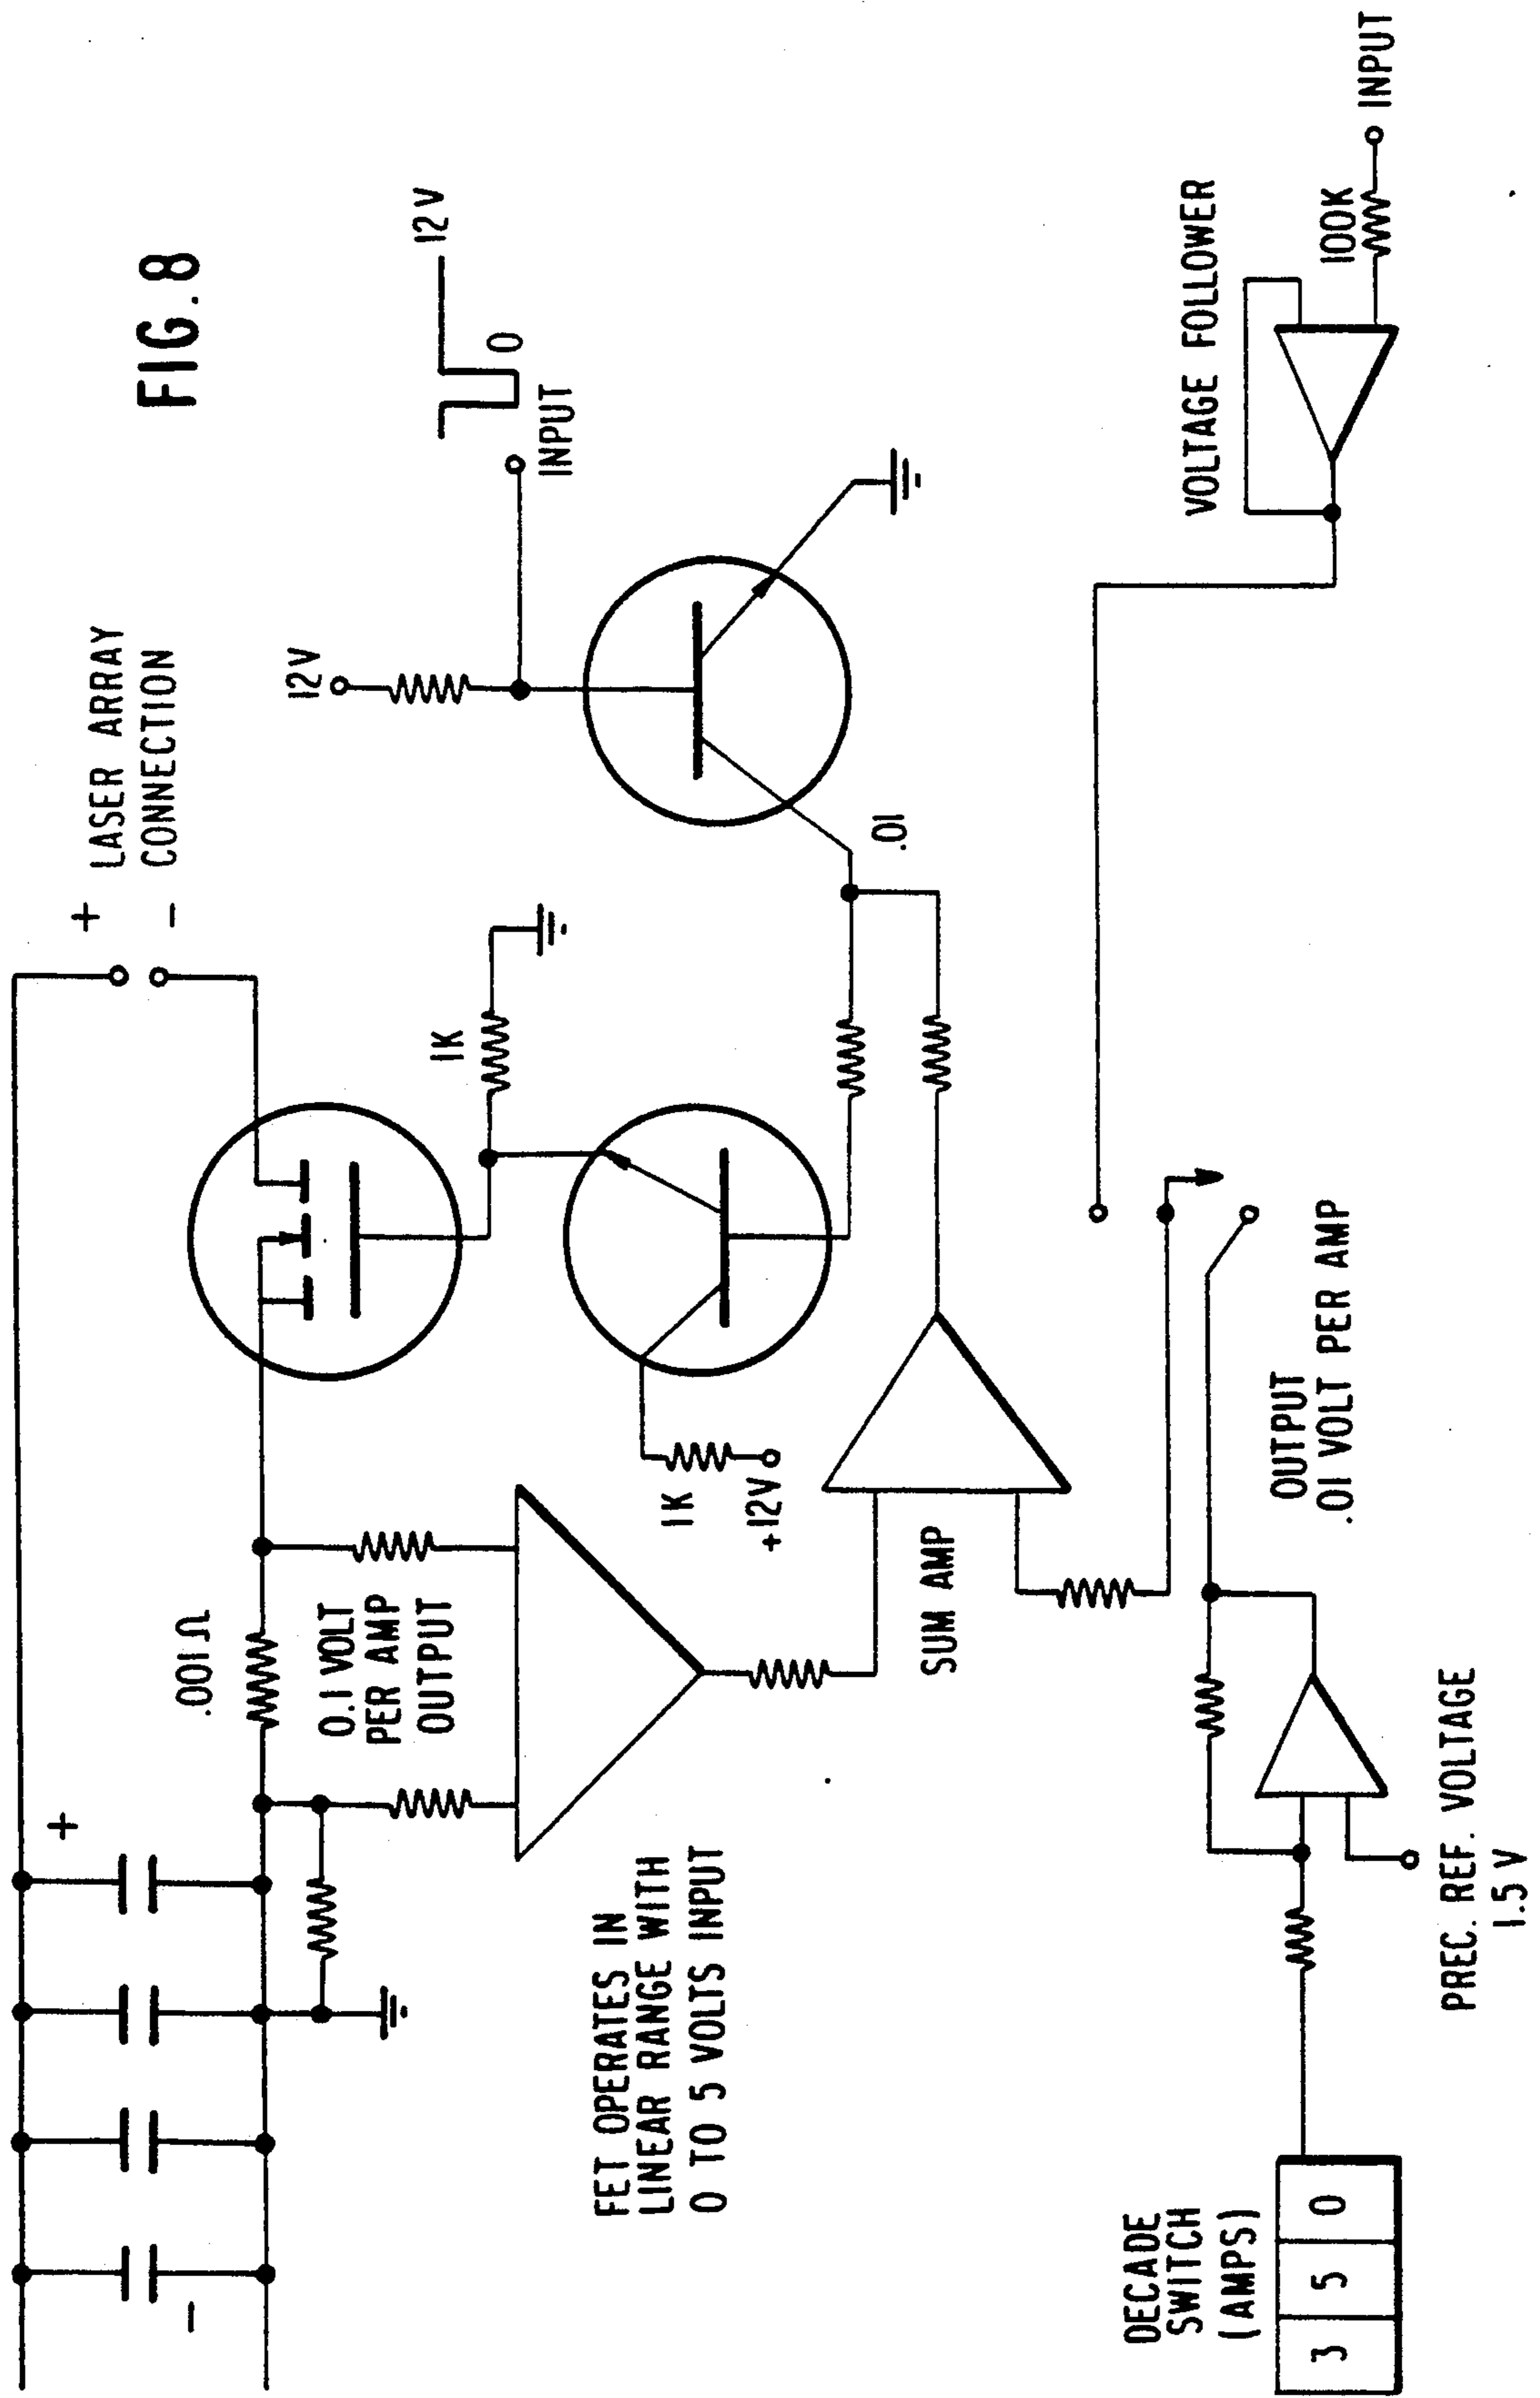 FIG. 8
+ LASER ARRAY
- CONNECTION
12V
12V
0
INPUT
+
-
.001Ω
0.1 VOLT
PER AMP
OUTPUT
1K
1K
+12V
.01
FET OPERATES IN
LINEAR RANGE WITH
0 TO 5 VOLTS INPUT
SUM AMP
VOLTAGE FOLLOWER
100K
INPUT
DECADE
SWITCH
(AMPS)
3 5 0
OUTPUT
.01 VOLT PER AMP
PREC. REF. VOLTAGE
1.5 V